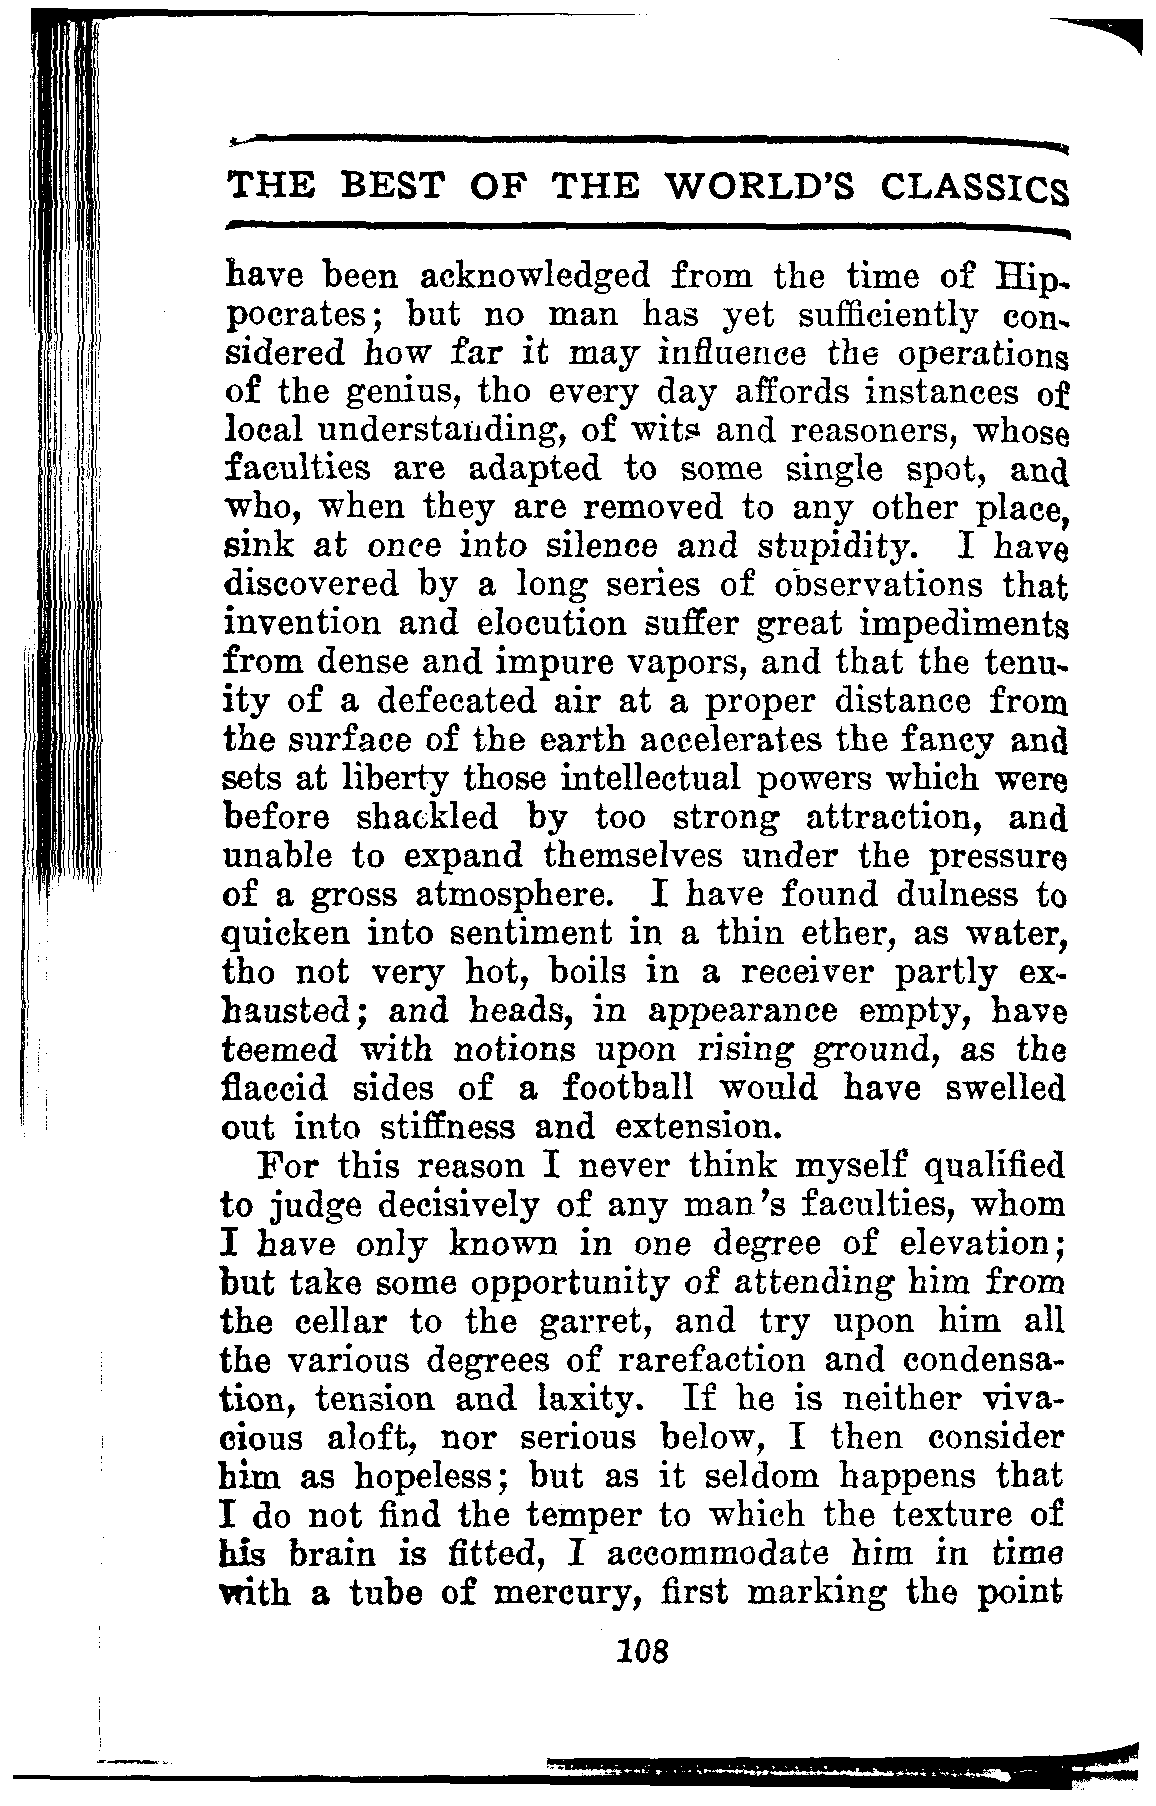 THE BEST OF THE WORLD'S CLASSICS
have been acknowledged from the time of Hip-
pocrates; but no man has yet sufficiently con-
sidered how far it may influence the operations
of the genius, tho every day affords instances of
local understanding, of wits and reasoners, whose
faculties are adapted to some single spot, and
who, when they are removed to any other place,
sink at once into silence and stupidity. I have
discovered by a long series of observations that
invention and elocution suffer great impediments
from dense and impure vapors, and that the tenu-
ity of a defecated air at a proper distance from
the surface of the earth accelerates the fancy and
sets at liberty those intellectual powers which were
before shackled by too strong attraction, and
unable to expand themselves under the pressure
of a gross atmosphere. I have found dulness to
quicken into sentiment in a thin ether, as water,
tho not very hot, boils in a receiver partly ex-
hausted; and heads, in appearance empty, have
teemed with notions upon rising ground, as the
flaccid sides of a football would have swelled
out into stiffness and extension.
For this reason I never think myself qualified
to judge decisively of any man's faculties, whom
I have only known in one degree of elevation;
but take some opportunity of attending him from
the cellar to the garret, and try upon him all
the various degrees of rarefaction and condensa-
tion, tension and laxity. If he is neither viva-
cious aloft, nor serious below, I then consider
him as hopeless; but as it seldom happens that
I do not find the temper to which the texture of
his brain is fitted, I accommodate him in time
with a tube of mercury, first marking the point
108